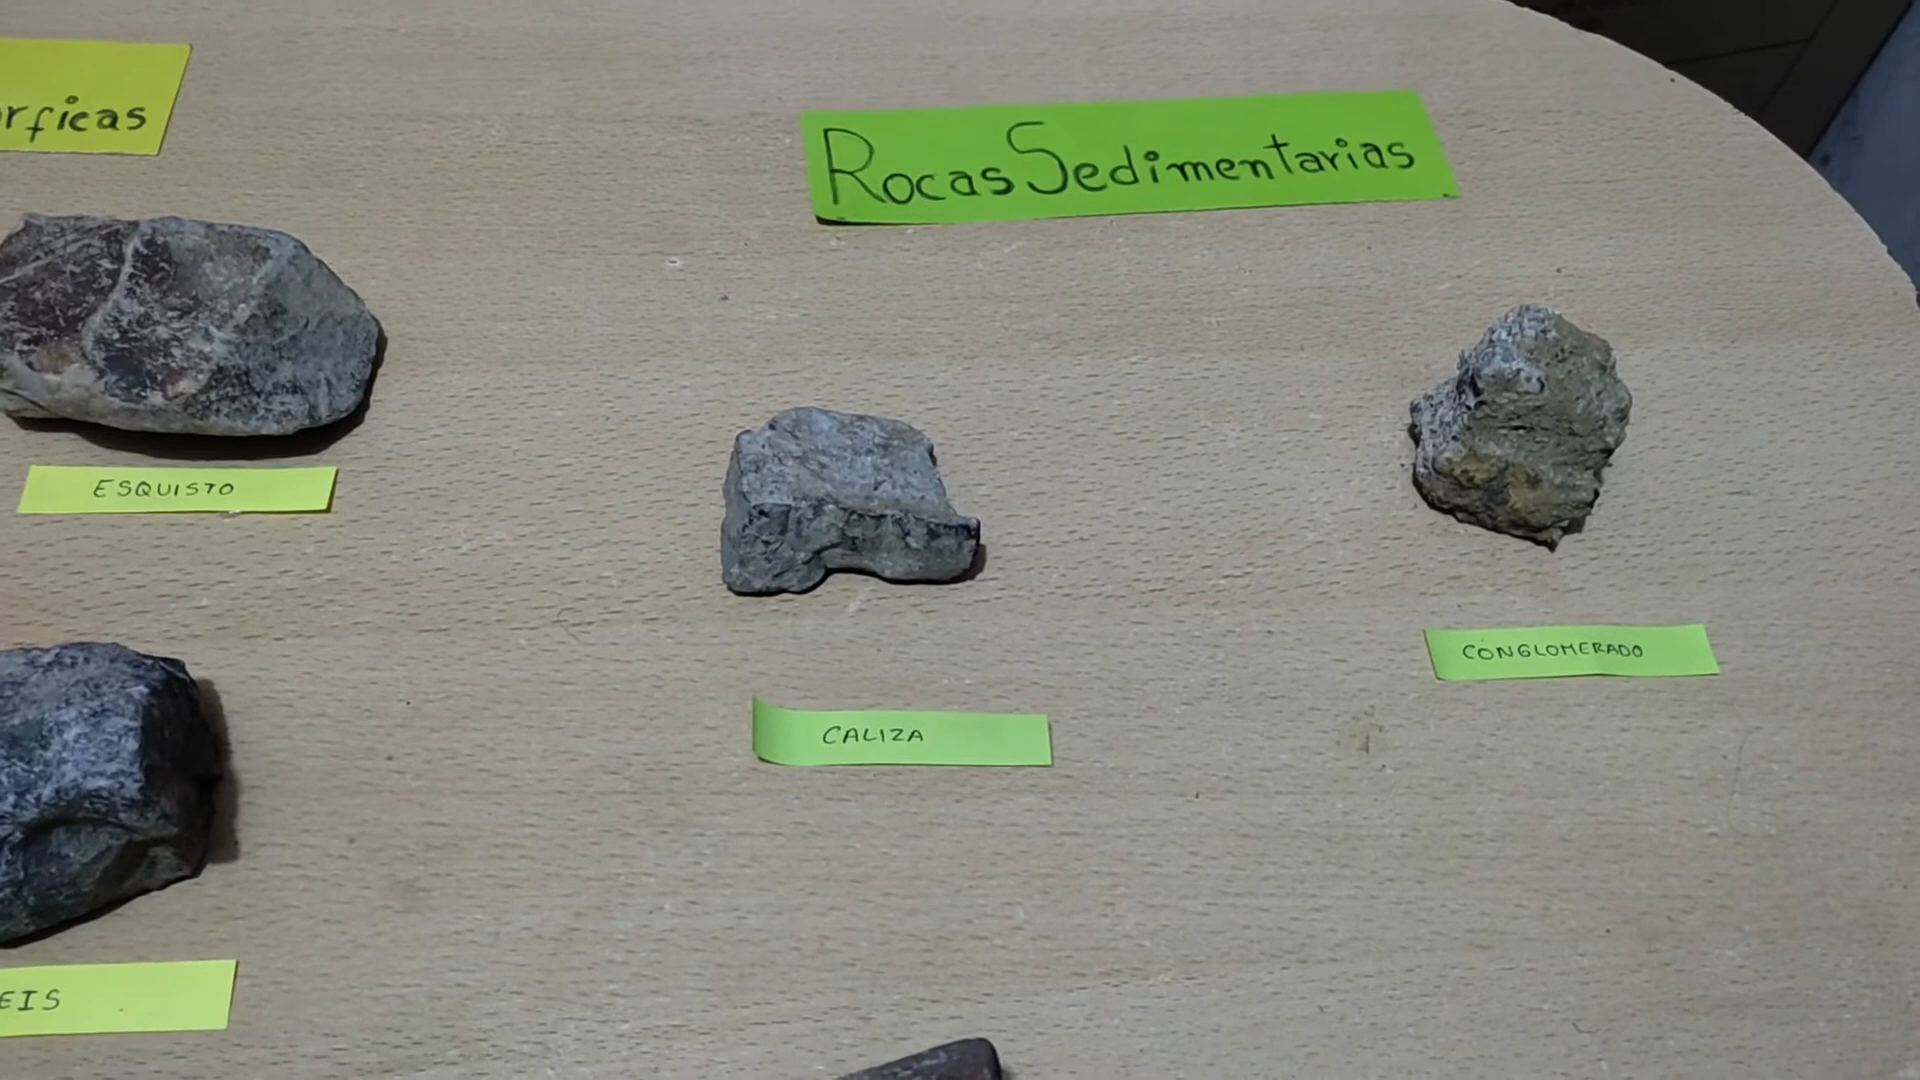 rficas
Rocas Sedimentarias
ESQUISTO
CONGLOMERADO
CALIZA
EIS